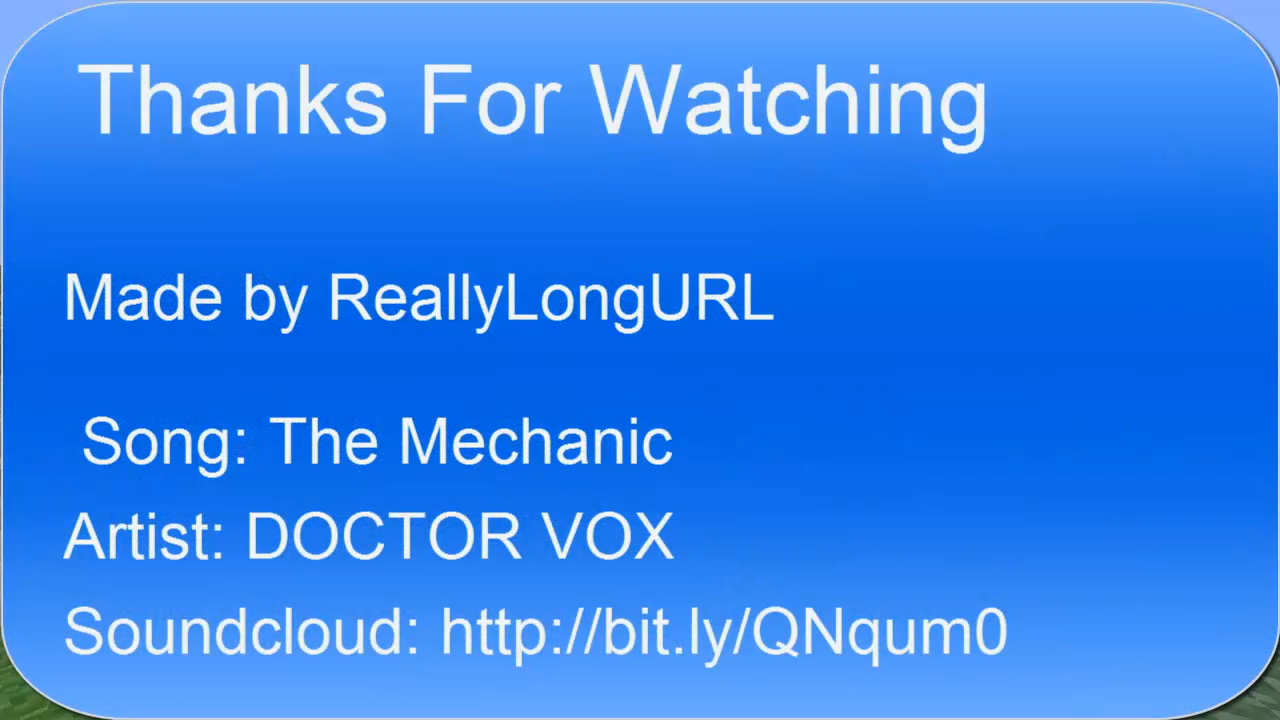 Thanks For Watching
Made by ReallyLongURL
Song: The Mechanic
Artist: DOCTOR VOX
Soundcloud: http://bit.ly/QNqum0